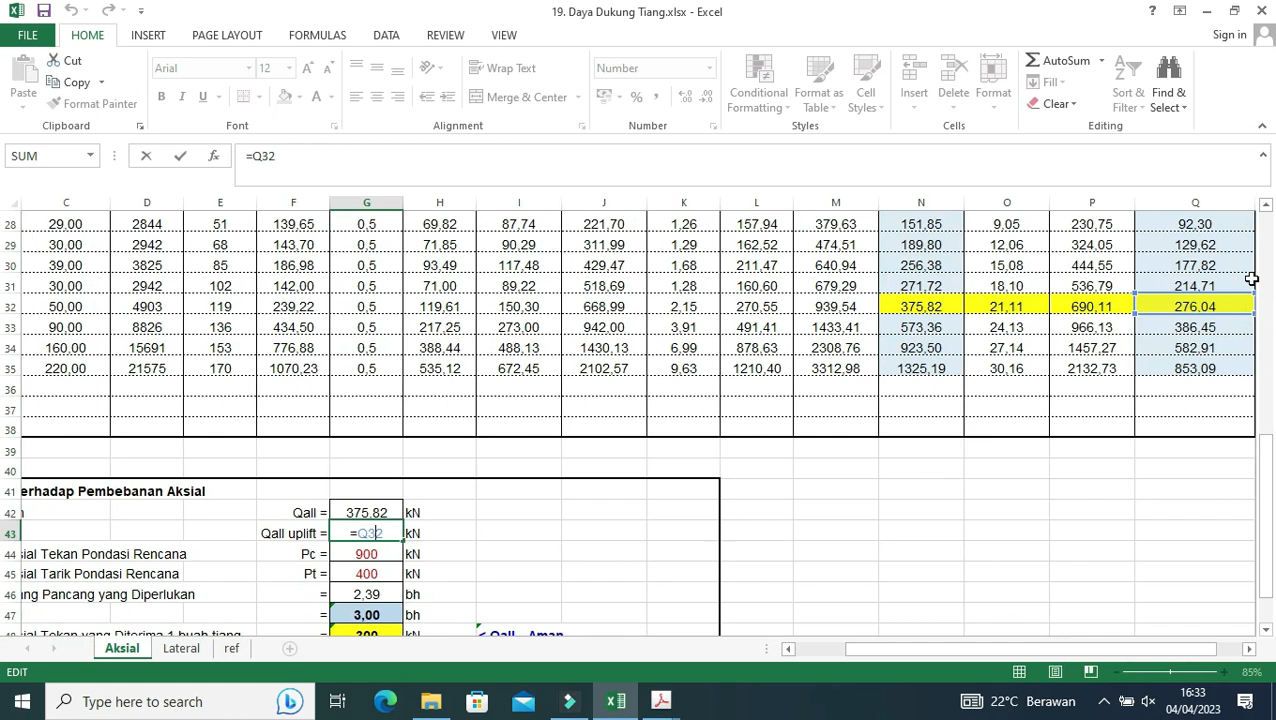 19. Daya Dukung Tiang.xlsx - Excel
FILE HOME INSERT PAGE LAYOUT FORMULAS DATA REVIEW VIEW Sign in
Cut
Copy
Format Painter
Paste
Clipboard
Arial 12
B I U
Font
Wrap Text
Merge & Center
Alignment
Number
Number
Conditional Formatting
Format as Table
Cell Styles
Styles
Insert Delete Format
Cells
AutoSum
Fill
Clear
Sort & Filter
Find & Select
Editing
SUM =Q32
C D E F G H I J K L M N O P Q
28 29,00 2844 51 139,65 0,5 69,82 87,74 221,70 1,26 157,94 379,63 151,85 9,05 230,75 92,30
29 30,00 2942 68 143,70 0,5 71,85 90,29 311,99 1,29 162,52 474,51 189,80 12,06 324,05 129,62
30 39,00 3825 85 186,98 0,5 93,49 117,48 429,47 1,68 211,47 640,94 256,38 15,08 444,55 177,82
31 30,00 2942 102 142,00 0,5 71,00 89,22 518,69 1,28 160,60 679,29 271,72 18,10 536,79 214,71
32 50,00 4903 119 239,22 0,5 119,61 150,30 668,99 2,15 270,55 939,54 375,82 21,11 690,11 276,04
33 90,00 8826 136 434,50 0,5 217,25 273,00 942,00 3,91 491,41 1433,41 573,36 24,13 966,13 386,45
34 160,00 15691 153 776,88 0,5 388,44 488,13 1430,13 6,99 878,63 2308,76 923,50 27,14 1457,27 582,91
35 220,00 21575 170 1070,23 0,5 535,12 672,45 2102,57 9,63 1210,40 3312,98 1325,19 30,16 2132,73 853,09
36
37
38
39
40
41 erhadap Pembebanan Aksial
42 n Qall = 375,82 kN
43 Qall uplift = =Q32 kN
44 sial Tekan Pondasi Rencana Pc = 900 kN
45 sial Tarik Pondasi Rencana Pt = 400 kN
46 ng Pancang yang Diperlukan = 2,39 bh
47 = 3,00 bh
48 sial Tekan yang Diterima 1 buah tiang = 300 kN < Qall - Aman
Aksial Lateral ref
EDIT 85%
Type here to search 22°C Berawan 16:33
04/04/2023